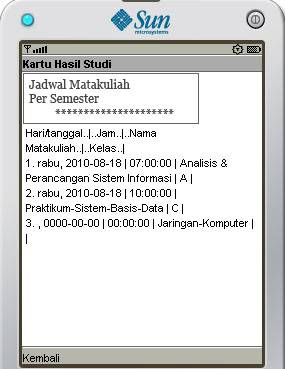 Sun
microsystems
Kartu Hasil Studi
Jadwal Matakuliah
Per Semester
*********************
Hari/tanggal..|..Jam..|..Nama
Matakuliah..|..Kelas..|
1. rabu, 2010-08-18 | 07:00:00 | Analisis &
Perancangan Sistem Informasi | A |
2. rabu, 2010-08-18 | 10:00:00 |
Praktikum-Sistem-Basis-Data | C |
3. , 0000-00-00 | 00:00:00 | Jaringan-Komputer |
|
Kembali